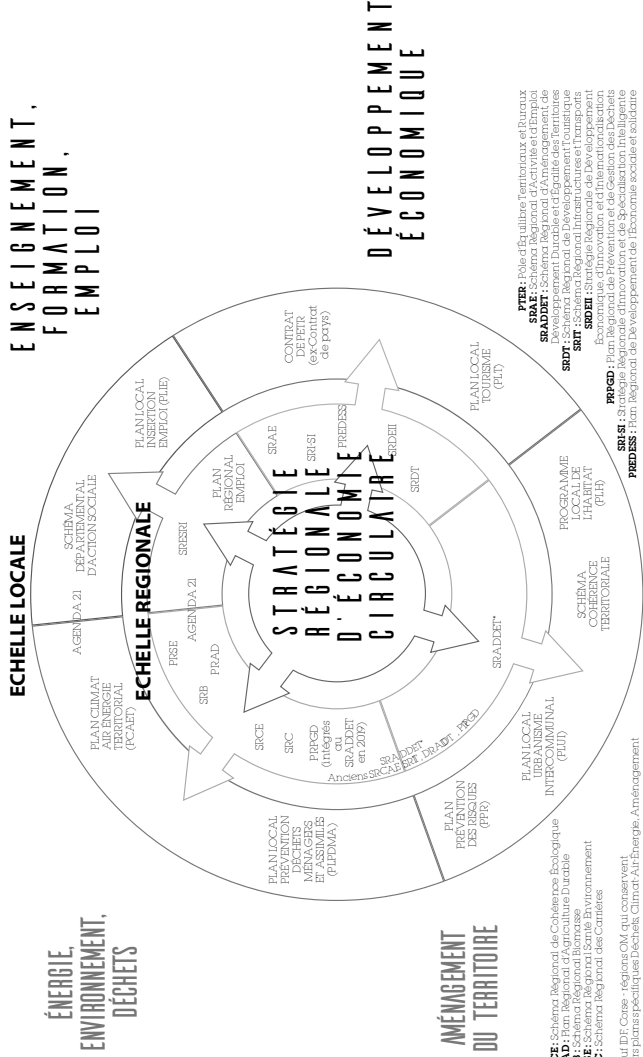 ÉNERGIE,
ENVIRONNEMENT,
DÉCHETS
ECHELLE LOCALE
ENSEIGNEMENT,
FORMATION,
EMPLOI
DÉVELOPPEMENT
ÉCONOMIQUE
AMÉNAGEMENT
DU TERRITOIRE
ECHELLE REGIONALE
STRATÉGIE
RÉGIONALE
D'ÉCONOMIE
CIRCULAIRE
AGENDA 21
SCHÉMA
DÉPARTEMENTAL
D'ACTION SOCIALE
PLAN LOCAL
INSERTION
EMPLOI (PLIE)
CONTRAT
DE PETR
(ex-Contrat
de pays)
PLAN LOCAL
TOURISME
(PLT)
PROGRAMME
LOCAL DE
L'HABITAT
(PLH)
SCHÉMA
COHÉRENCE
TERRITORIALE
PLAN LOCAL
URBANISME
INTERCOMMUNAL
(PLUI)
PLAN
PRÉVENTION
DES RISQUES
(PPR)
PLAN LOCAL
PRÉVENTION
DÉCHETS
MÉNAGERS
ET ASSIMILÉS
(PLPDMA)
PLAN CLIMAT
AIR ÉNERGIE
TERRITORIAL
(PCAET)
AGENDA 21
SRESRI
PLAN
RÉGIONAL
EMPLOI
SRAE
SRI-SI
PREDESS
SRDEII
SRDT
SRADDET*
SRADDET*
Anciens SRCAE, SRIT, DRADT, PRPGD
PRPGD
(intégrés
au
SRADDET
en 2019)
SRC
SRCE
SRB
PRAD
PRSE
PTER : Pôle d'Équilibre Territoriaux et Ruraux
SRAE : Schéma Régional d'Activité et d'Emploi
SRADDET : Schéma Régional d'Aménagement, de
Développement Durable et d'Égalité des Territoires
SRDT : Schéma Régional de Développement Touristique
SRIT : Schéma Régional Infrastructures et Transports
SRDEII : Stratégie Régionale de Développement
Économique, d'Innovation et d'Internationalisation
PRPGD : Plan Régional de Prévention et de Gestion des Déchets
SRI-SI : Stratégie Régionale d'Innovation et de Spécialisation Intelligente
PREDESS : Plan Régional de Développement de l'Économie sociale et solidaire
CE : Schéma Régional de Cohérence Écologique
AD : Plan Régional d'Agriculture Durable
: Schéma Régional Biomasse
E : Schéma Régional Santé Environnement
: Schéma Régional des Carrières
uf IDF, Corse - régions OM qui conservent
s plans spécifiques Déchets, Climat-Air-Énergie, Aménagement